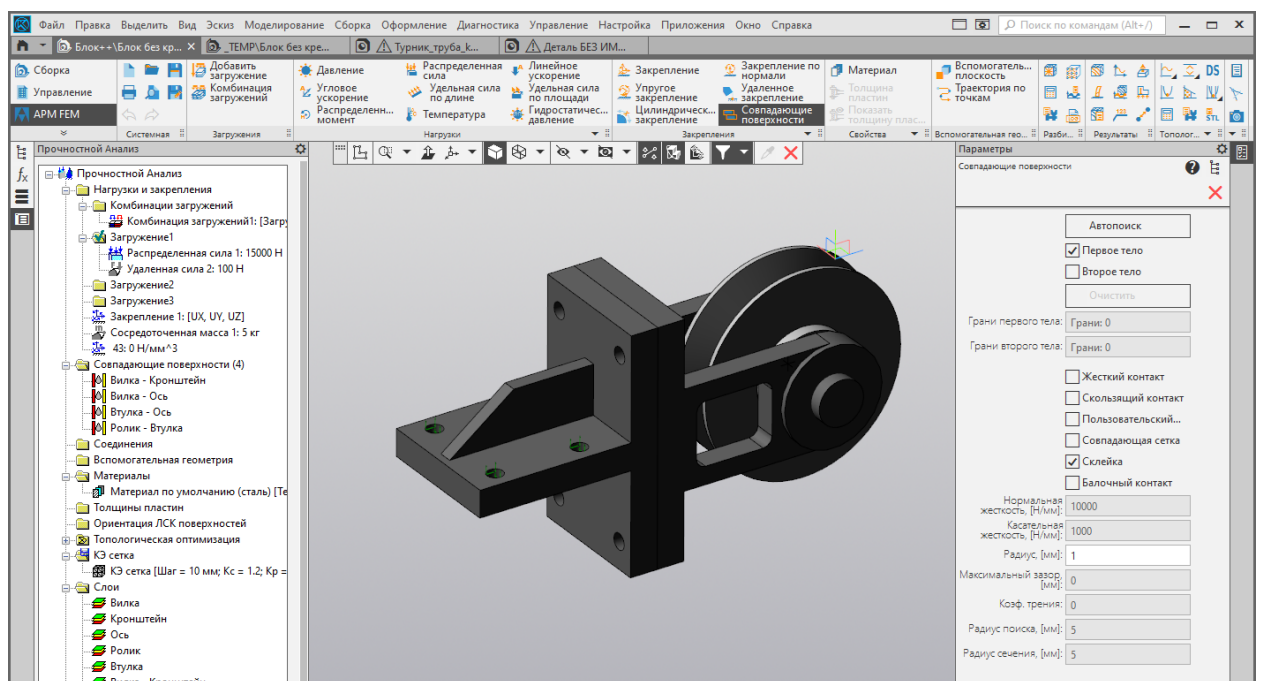 Файл Правка Выделить Вид Эскиз Моделирование Сборка Оформление Диагностика Управление Настройка Приложения Окно Справка
Поиск по командам (Alt+/)
Блок++\Блок без кр...
_TEMP\Блок без кре...
Турник_труба_k...
Деталь БЕЗ ИМ...
Сборка
Управление
APM FEM
Системная
Добавить загружение
Комбинация загружений
Загружения
Давление
Угловое ускорение
Распределенн... момент
Распределенная сила
Удельная сила по длине
Температура
Линейное ускорение
Удельная сила по площади
Гидростатичес... давление
Нагрузки
Закрепление
Упругое закрепление
Цилиндрическ... закрепление
Закрепление по нормали
Удаленное закрепление
Совпадающие поверхности
Закрепления
Материал
Толщина пластин
Показать толщину плас...
Свойства
Вспомогатель... плоскость
Траектория по точкам
Вспомогательная гео...
Разби...
Результаты
Тополог...
DS
STL
Прочностной Анализ
Прочностной Анализ
Нагрузки и закрепления
Комбинации загружений
Комбинация загружений1: [Загру
Загружение1
Распределенная сила 1: 15000 Н
Удаленная сила 2: 100 Н
Загружение2
Загружение3
Закрепление 1: [UX, UY, UZ]
Сосредоточенная масса 1: 5 кг
43: 0 Н/мм^3
Совпадающие поверхности (4)
Вилка - Кронштейн
Вилка - Ось
Втулка - Ось
Ролик - Втулка
Соединения
Вспомогательная геометрия
Материалы
Материал по умолчанию (сталь) [Те
Толщины пластин
Ориентация ЛСК поверхностей
Топологическая оптимизация
КЭ сетка
КЭ сетка [Шаг = 10 мм; Кс = 1.2; Кр =
Слои
Вилка
Кронштейн
Ось
Ролик
Втулка
Вилка - Кронштейн
Параметры
Совпадающие поверхности
Автопоиск
Первое тело
Второе тело
Очистить
Грани первого тела: Грани: 0
Грани второго тела: Грани: 0
Жесткий контакт
Скользящий контакт
Пользовательский...
Совпадающая сетка
Склейка
Балочный контакт
Нормальная жесткость, [Н/мм]: 10000
Касательная жесткость, [Н/мм]: 1000
Радиус, [мм]: 1
Максимальный зазор, [мм]: 0
Коэф. трения: 0
Радиус поиска, [мм]: 5
Радиус сечения, [мм]: 5